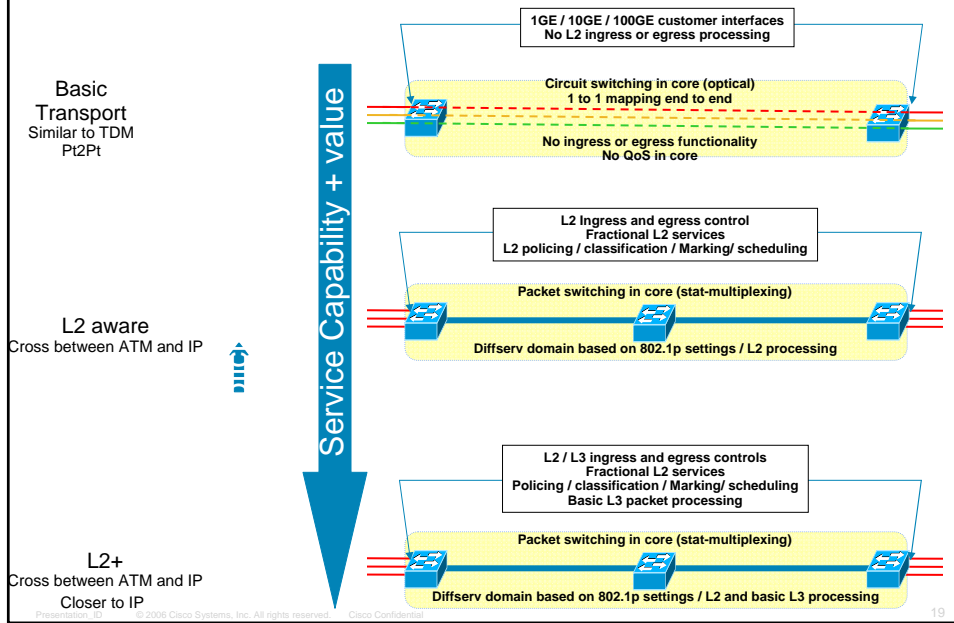 1GE / 10GE / 100GE customer interfaces
No L2 ingress or egress processing
Basic
Transport
Similar to TDM
Pt2Pt
Circuit switching in core (optical)
1 to 1 mapping end to end
No ingress or egress functionality
No QoS in core
Service Capability + value
L2 Ingress and egress control
Fractional L2 services
L2 policing / classification / Marking/ scheduling
L2 aware
Cross between ATM and IP
Packet switching in core (stat-multiplexing)
Diffserv domain based on 802.1p settings / L2 processing
L2 / L3 ingress and egress controls
Fractional L2 services
Policing / classification / Marking/ scheduling
Basic L3 packet processing
L2+
Cross between ATM and IP
Closer to IP
Packet switching in core (stat-multiplexing)
Diffserv domain based on 802.1p settings / L2 and basic L3 processing
Presentation_ID © 2006 Cisco Systems, Inc. All rights reserved. Cisco Confidential 19